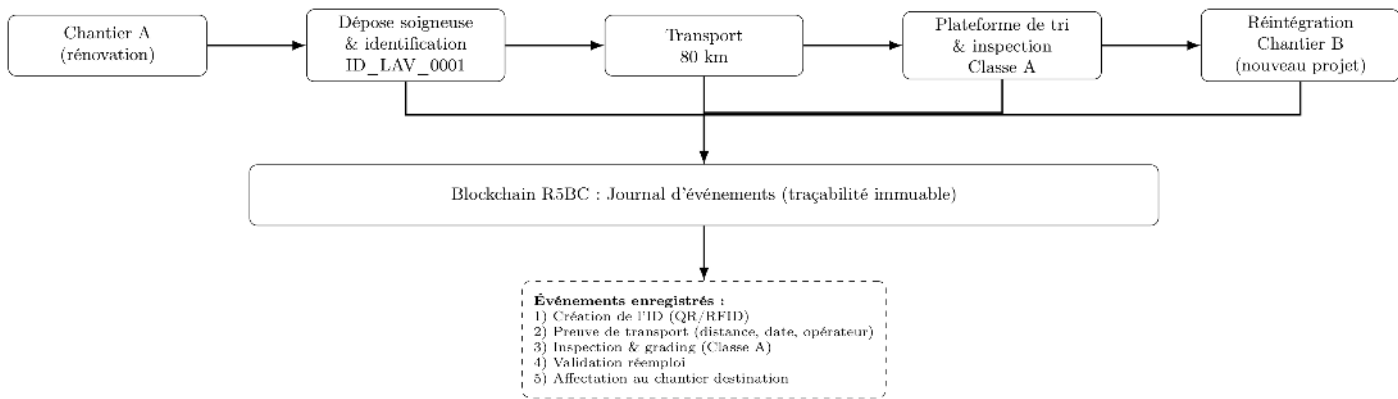 Chantier A
(rénovation)
Dépose soigneuse
& identification
ID_LAV_0001
Transport
80 km
Plateforme de tri
& inspection
Classe A
Réintégration
Chantier B
(nouveau projet)
Blockchain R5BC : Journal d'événements (traçabilité immuable)
Événements enregistrés :
1) Création de l'ID (QR/RFID)
2) Preuve de transport (distance, date, opérateur)
3) Inspection & grading (Classe A)
4) Validation réemploi
5) Affectation au chantier destination